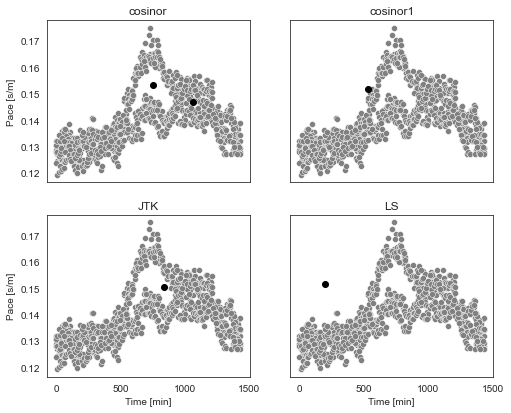 cosinor
cosinor1
0.17
0.16
0.15
0.14
0.13
0.12
Pace [s/m]
JTK
LS
0.17
0.16
0.15
0.14
0.13
0.12
Pace [s/m]
0 500 1000 1500
0 500 1000 1500
Time [min]
Time [min]